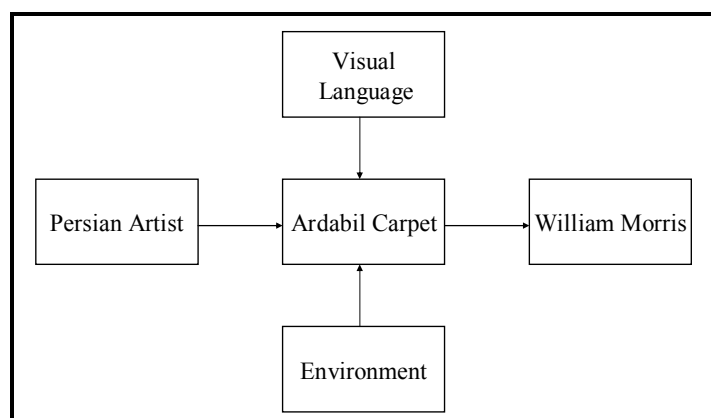 Visual
Language
Persian Artist
Ardabil Carpet
William Morris
Environment